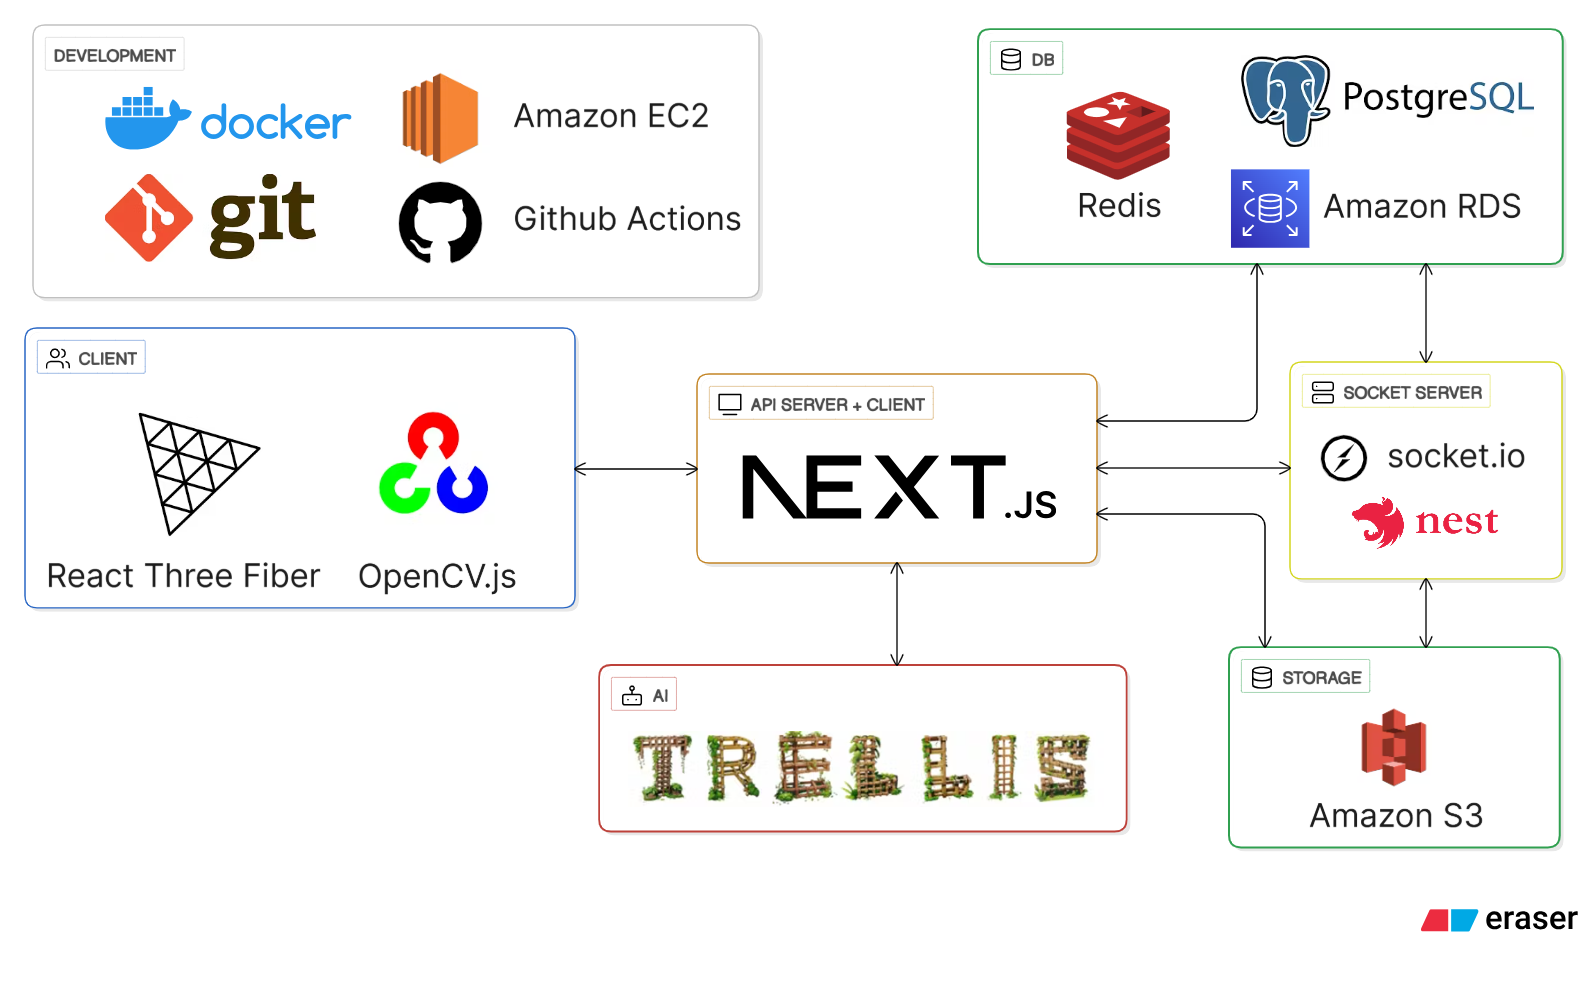 DEVELOPMENT
docker
Amazon EC2
git
Github Actions
DB
PostgreSQL
Redis
Amazon RDS
CLIENT
React Three Fiber
OpenCV.js
API SERVER + CLIENT
NEXT.JS
SOCKET SERVER
socket.io
nest
AI
TRELLIS
STORAGE
Amazon S3
eraser